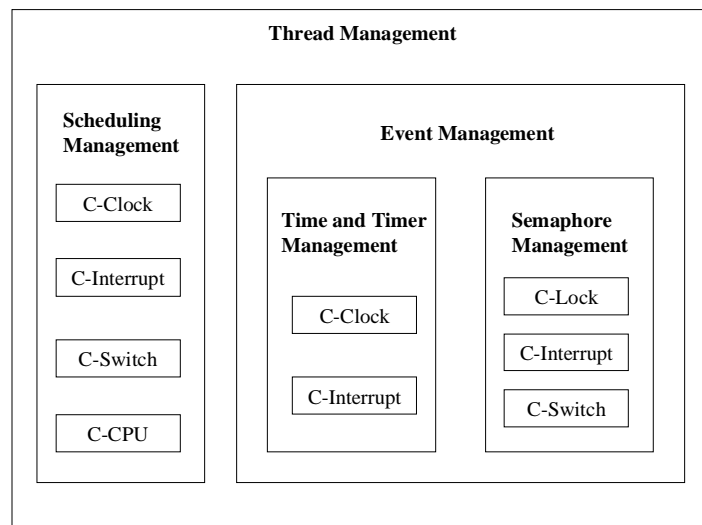 Thread Management
Scheduling
Management
C-Clock
C-Interrupt
C-Switch
C-CPU
Event Management
Time and Timer
Management
C-Clock
C-Interrupt
Semaphore
Management
C-Lock
C-Interrupt
C-Switch